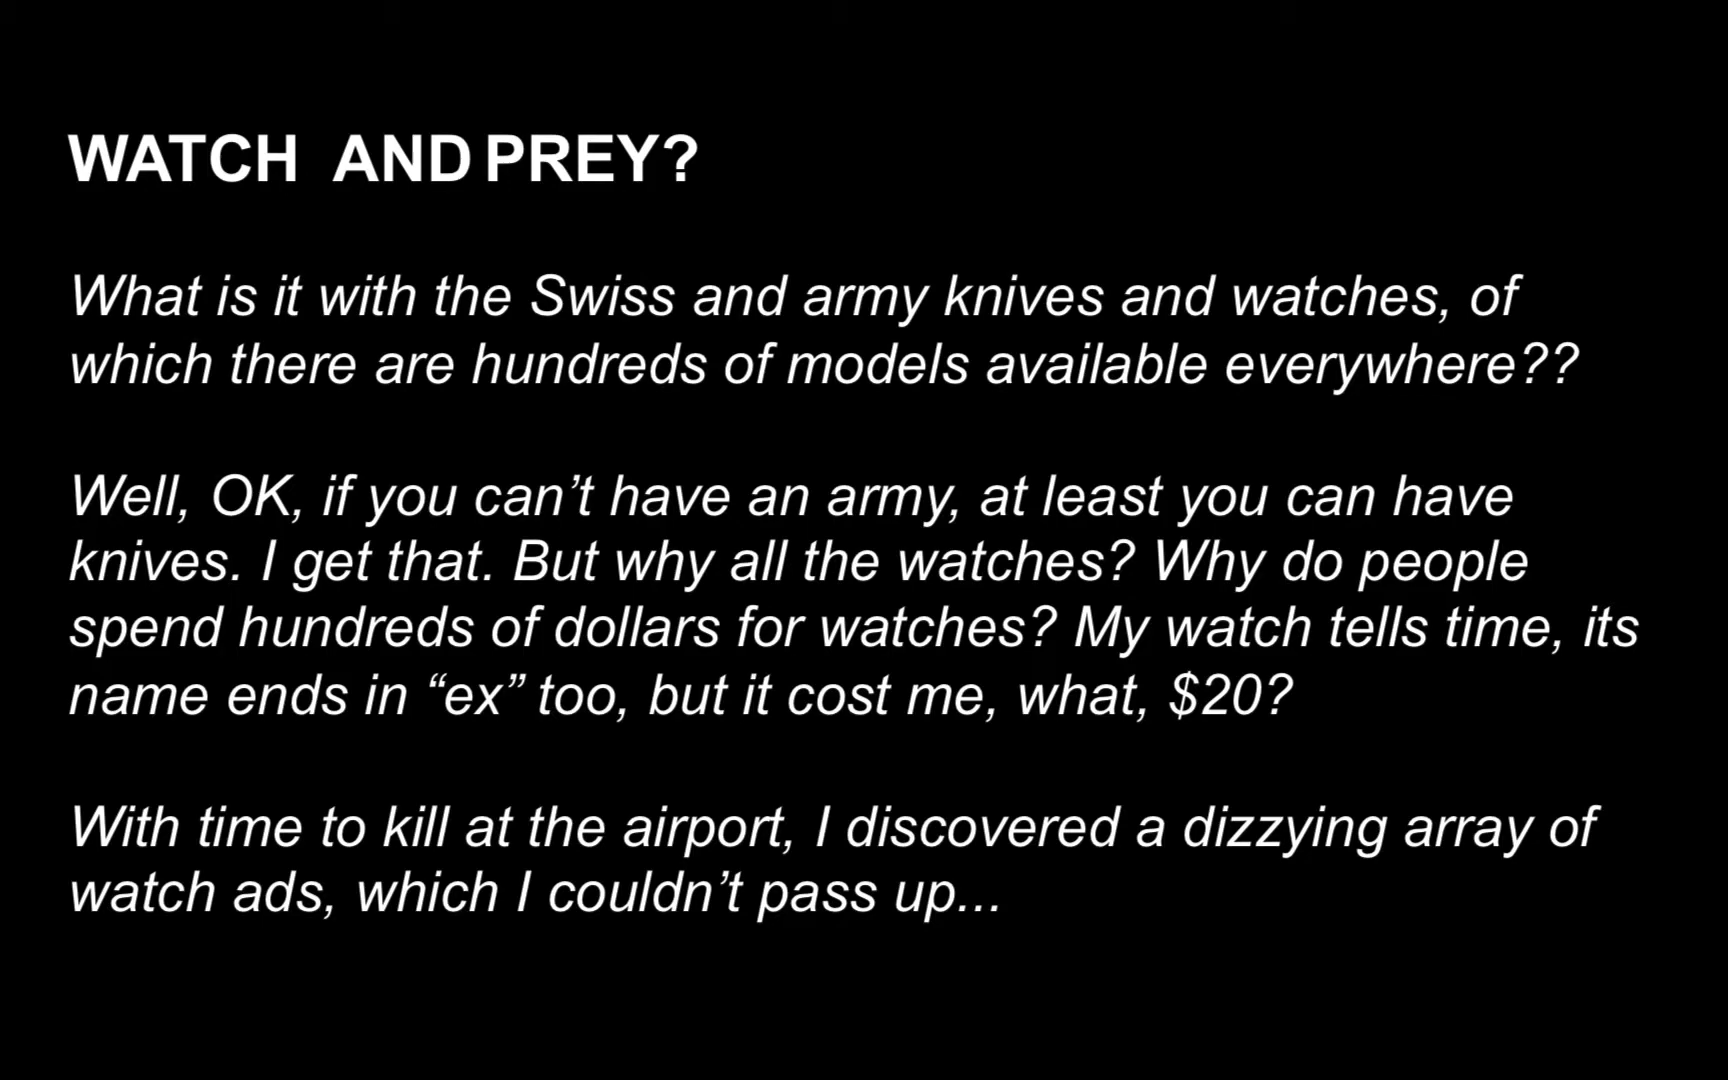 WATCH AND PREY?
What is it with the Swiss and army knives and watches, of
which there are hundreds of models available everywhere??
Well, OK, if you can’t have an army, at least you can have
knives. I get that. But why all the watches? Why do people
spend hundreds of dollars for watches? My watch tells time, its
name ends in “ex” too, but it cost me, what, $20?
With time to kill at the airport, I discovered a dizzying array of
watch ads, which I couldn’t pass up...